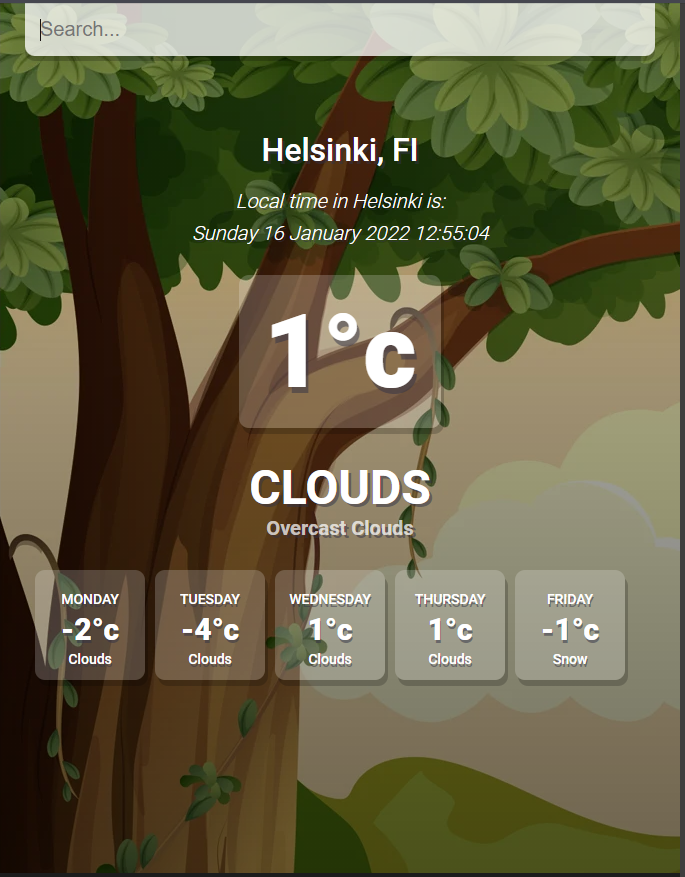 Search...
Helsinki, FI
Local time in Helsinki is:
Sunday 16 January 2022 12:55:04
1°c
CLOUDS
Overcast Clouds
MONDAY
-2°c
Clouds
TUESDAY
-4°c
Clouds
WEDNESDAY
1°c
Clouds
THURSDAY
1°c
Clouds
FRIDAY
-1°c
Snow